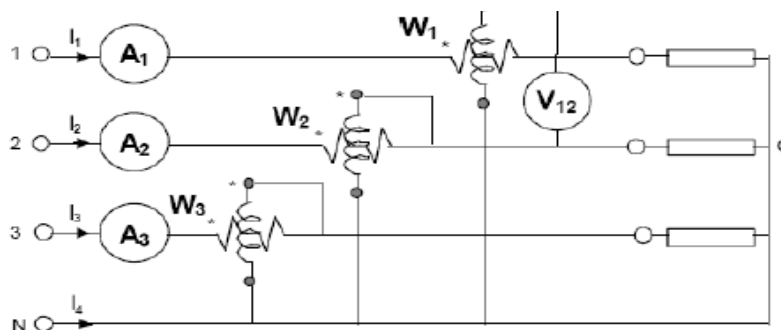 W₁ *
1 I₁ A₁
V₁₂
*
W₂ *
2 I₂ A₂
*
W₃ *
3 I₃ A₃
N I₄